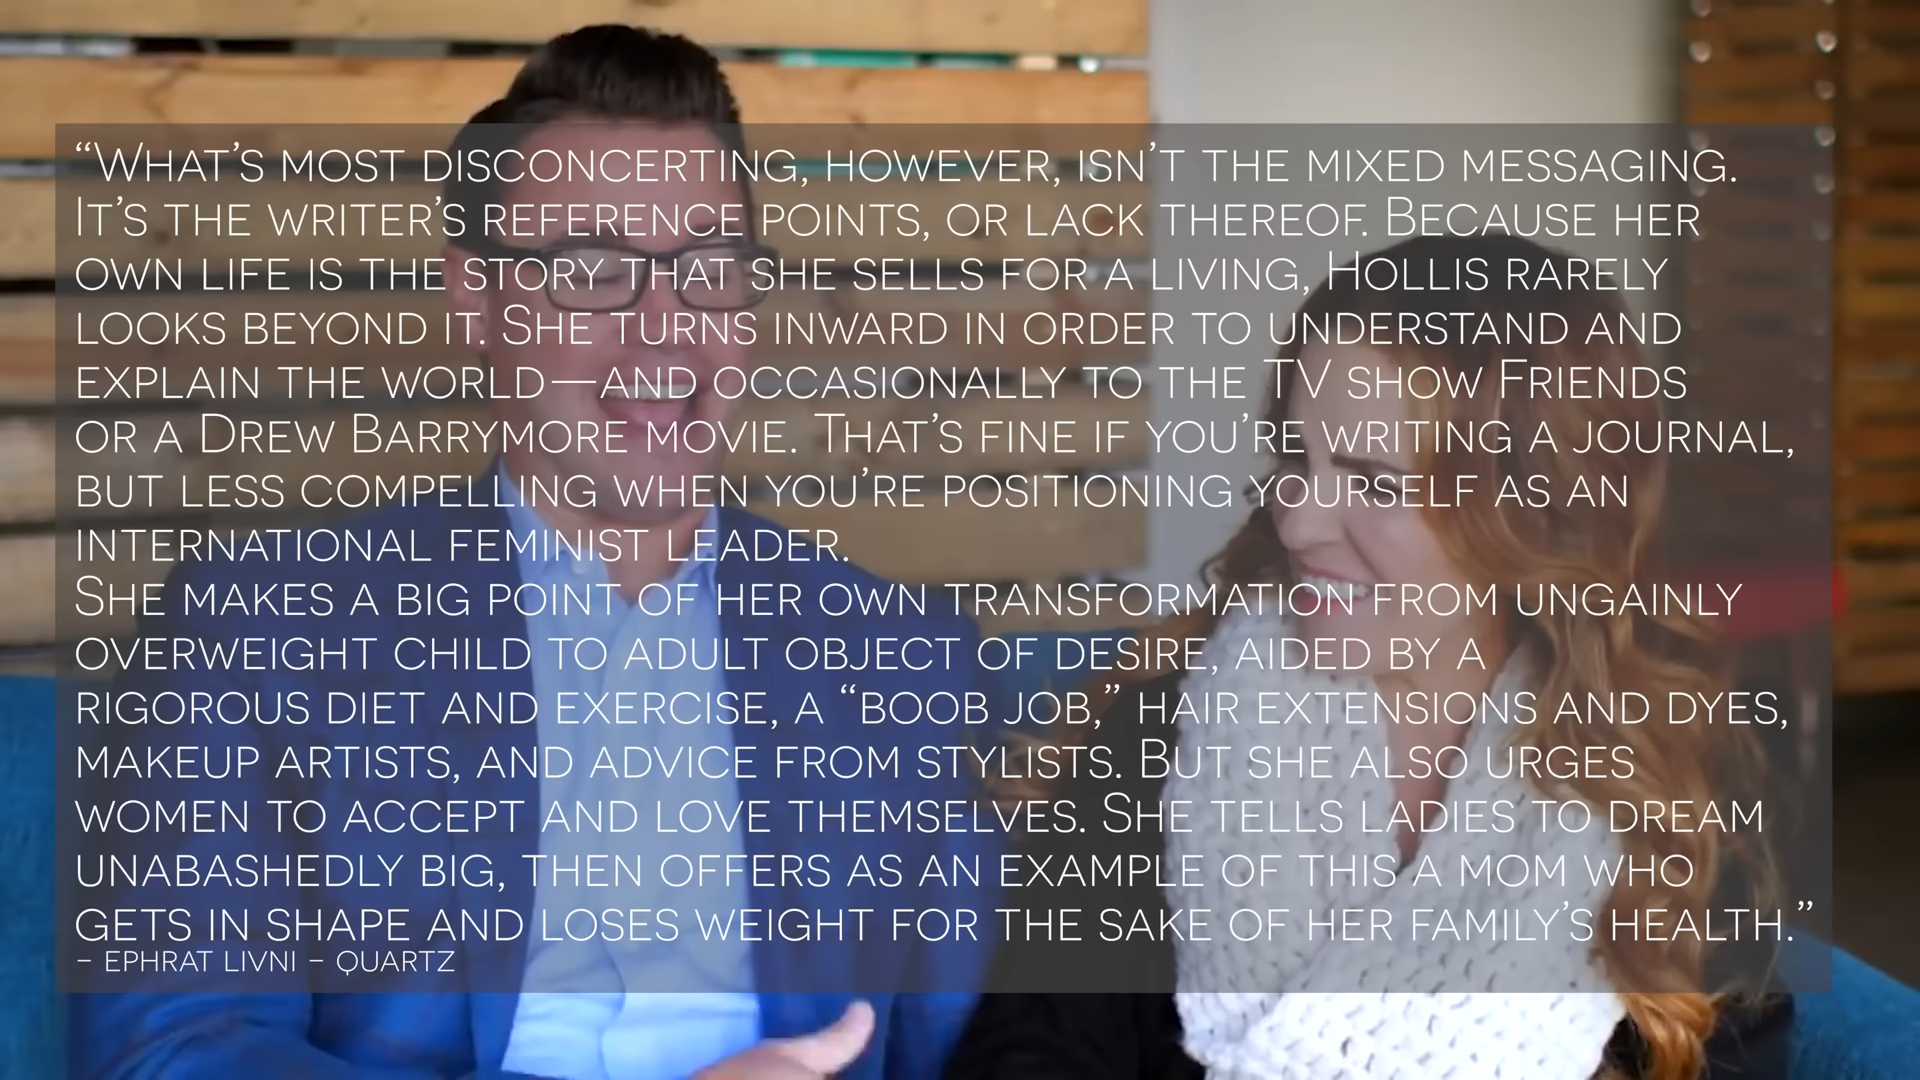 “What’s most disconcerting, however, isn’t the mixed messaging.
It’s the writer’s reference points, or lack thereof. Because her
own life is the story that she sells for a living, Hollis rarely
looks beyond it. She turns inward in order to understand and
explain the world—and occasionally to the TV show Friends
or a Drew Barrymore movie. That’s fine if you’re writing a journal,
but less compelling when you’re positioning yourself as an
international feminist leader.
She makes a big point of her own transformation from ungainly
overweight child to adult object of desire, aided by a
rigorous diet and exercise, a “boob job,” hair extensions and dyes,
makeup artists, and advice from stylists. But she also urges
women to accept and love themselves. She tells ladies to dream
unabashedly big, then offers as an example of this a mom who
gets in shape and loses weight for the sake of her family’s health.”
- Ephrat Livni - Quartz